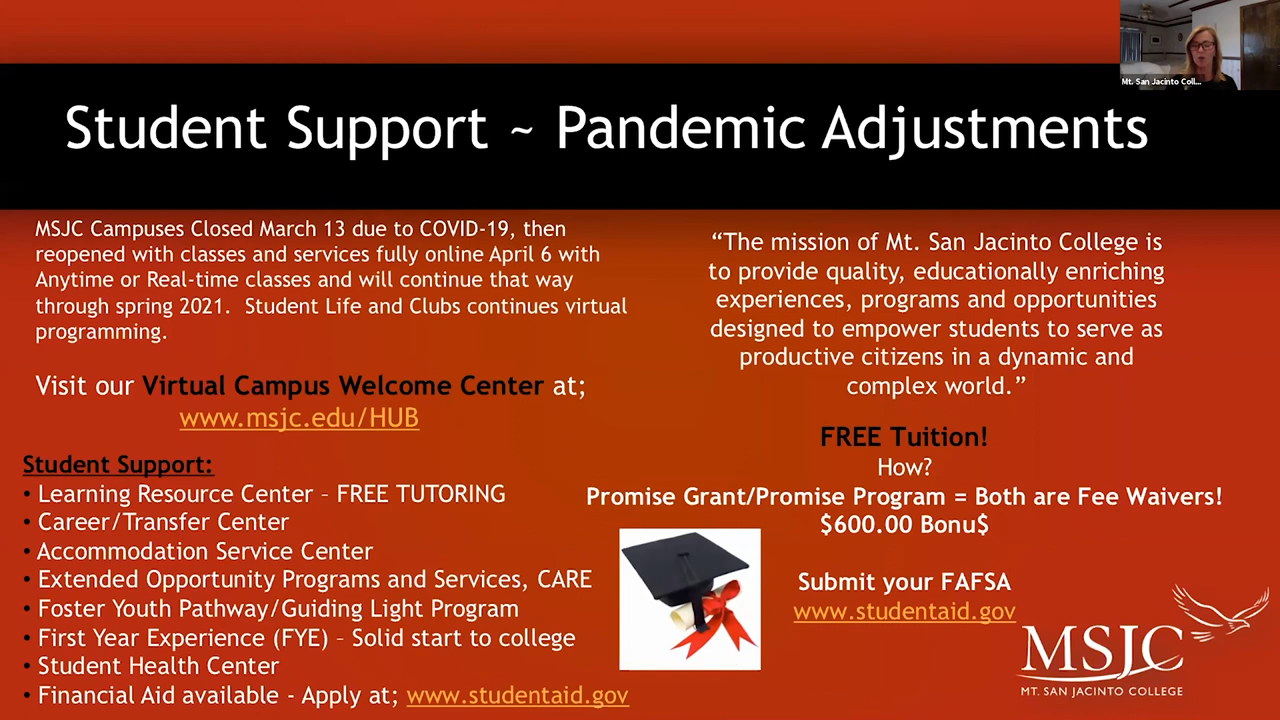 Mt. San Jacinto Coll...
Student Support ~ Pandemic Adjustments
MSJC Campuses Closed March 13 due to COVID-19, then
reopened with classes and services fully online April 6 with
Anytime or Real-time classes and will continue that way
through spring 2021.  Student Life and Clubs continues virtual
programming.
Visit our Virtual Campus Welcome Center at;
www.msjc.edu/HUB
Student Support:
• Learning Resource Center – FREE TUTORING
• Career/Transfer Center
• Accommodation Service Center
• Extended Opportunity Programs and Services, CARE
• Foster Youth Pathway/Guiding Light Program
• First Year Experience (FYE) – Solid start to college
• Student Health Center
• Financial Aid available - Apply at; www.studentaid.gov
“The mission of Mt. San Jacinto College is
to provide quality, educationally enriching
experiences, programs and opportunities
designed to empower students to serve as
productive citizens in a dynamic and
complex world.”
FREE Tuition!
How?
Promise Grant/Promise Program = Both are Fee Waivers!
$600.00 Bonu$
Submit your FAFSA
www.studentaid.gov
MSJC
MT. SAN JACINTO COLLEGE